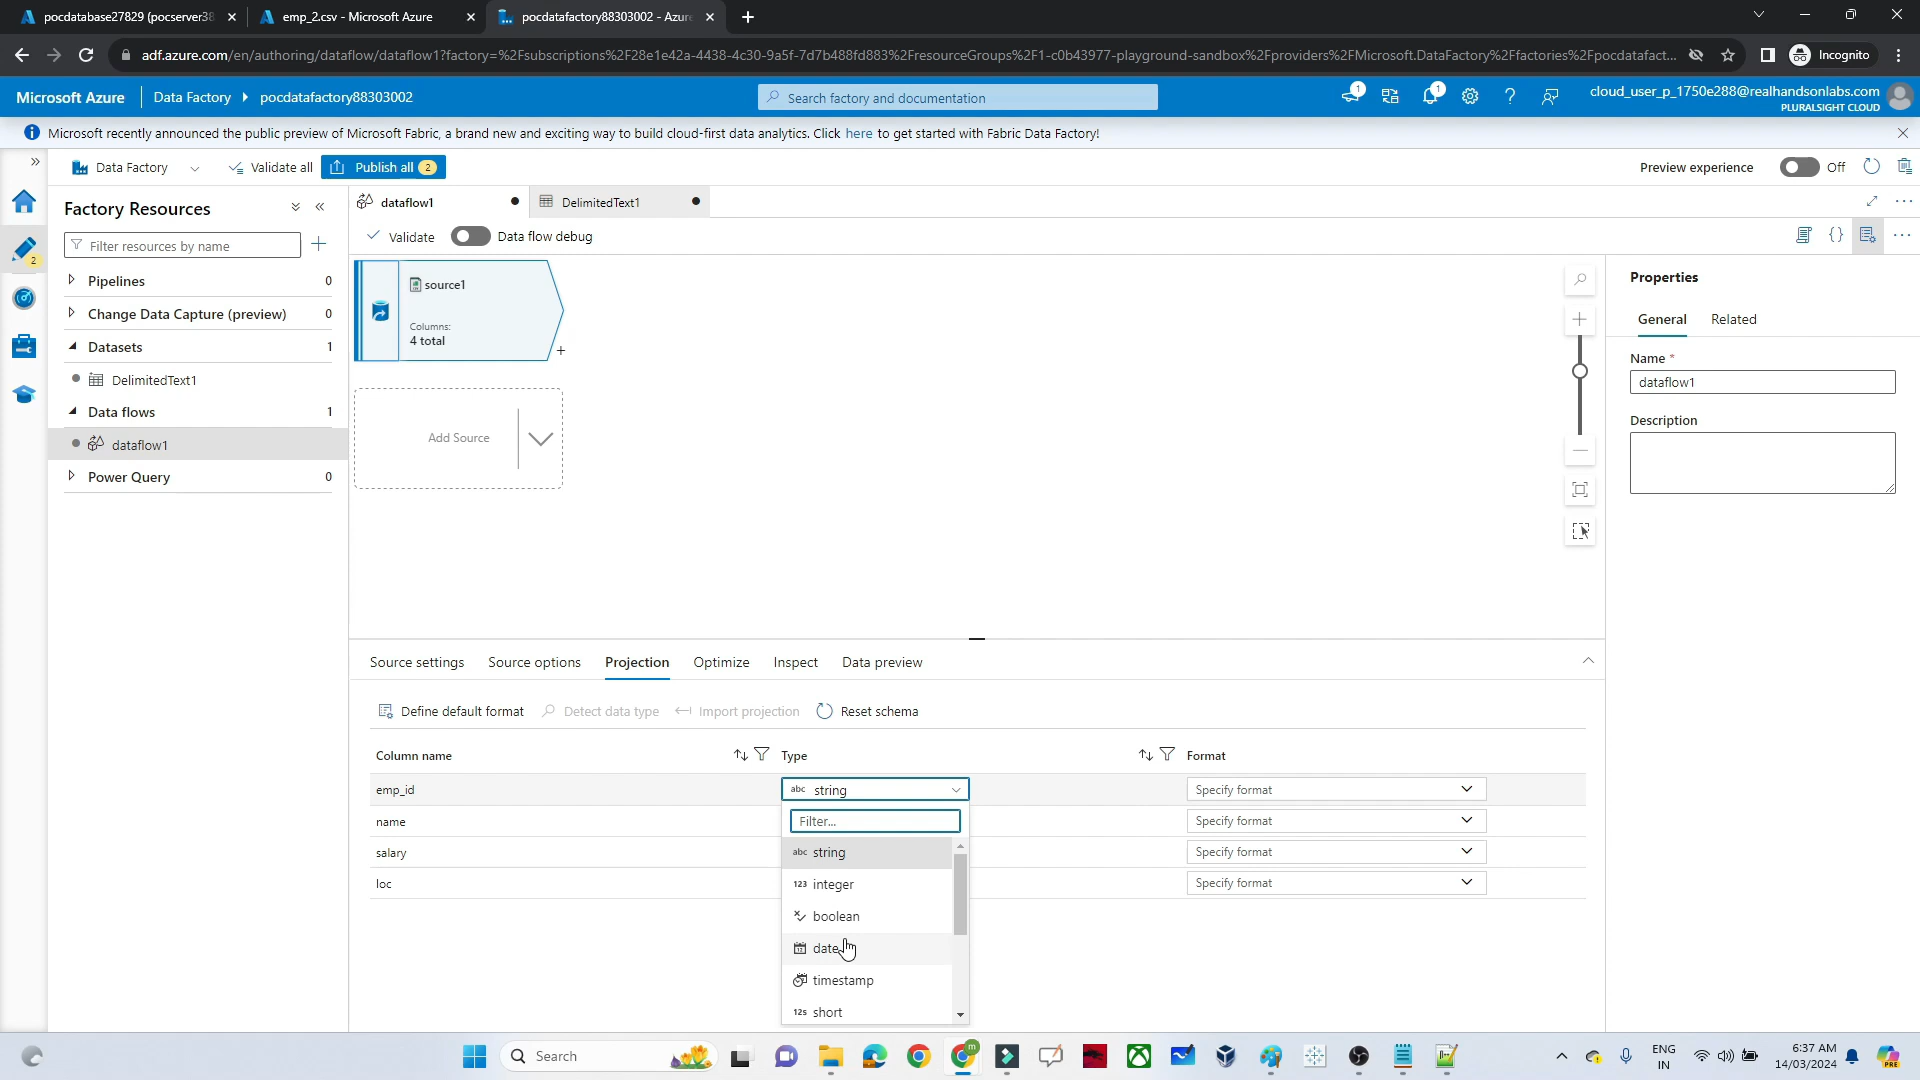 pocdatabase27829 (pocserver38
emp_2.csv - Microsoft Azure
pocdatafactory88303002 - Azure
adf.azure.com/en/authoring/dataflow/dataflow1?factory=%2Fsubscriptions%2F28e1e42a-4438-4c30-9a5f-7d7b488fd883%2FresourceGroups%2F1-c0b43977-playground-sandbox%2Fproviders%2FMicrosoft.DataFactory%2Ffactories%2Fpocdatafact...
Incognito
Microsoft Azure
Data Factory
pocdatafactory88303002
Search factory and documentation
1
1
cloud_user_p_1750e288@realhandsonlabs.com
PLURALSIGHT CLOUD
Microsoft recently announced the public preview of Microsoft Fabric, a brand new and exciting way to build cloud-first data analytics. Click here to get started with Fabric Data Factory!
Data Factory
Validate all
Publish all 2
Preview experience
Off
Factory Resources
dataflow1
DelimitedText1
Filter resources by name
Validate
Data flow debug
2
Pipelines 0
Change Data Capture (preview) 0
Datasets 1
DelimitedText1
Data flows 1
dataflow1
Power Query 0
source1
Columns:
4 total
Add Source
Properties
General
Related
Name *
dataflow1
Description
Source settings
Source options
Projection
Optimize
Inspect
Data preview
Define default format
Detect data type
Import projection
Reset schema
Column name
Type
Format
emp_id
abc string
Specify format
name
Filter...
Specify format
salary
abc string
Specify format
loc
123 integer
Specify format
boolean
date
timestamp
12s short
Search
m
ENG
IN
6:37 AM
14/03/2024
PRE